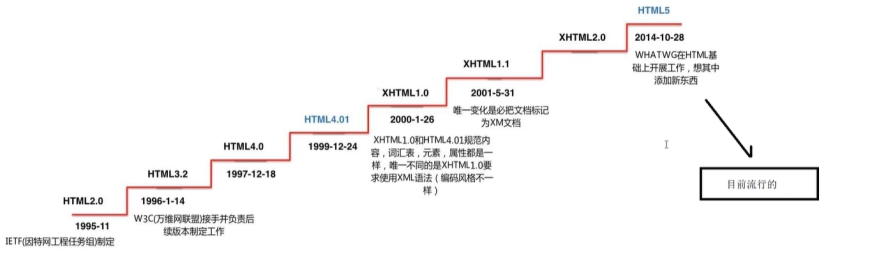 HTML5
2014-10-28
WHATWG在HTML基
础上开展工作，想其中
添加新东西
XHTML2.0
XHTML1.1
2001-5-31
唯一变化是必把文档标记
为XM文档
XHTML1.0
2000-1-26
XHTML1.0和HTML4.01规范内
容，词汇表，元素，属性都是一
样，唯一不同的是XHTML1.0要
求使用XML语法（编码风格不一
样）
HTML4.01
1999-12-24
HTML4.0
1997-12-18
HTML3.2
1996-1-14
W3C(万维网联盟)接手并负责后
续版本制定工作
HTML2.0
1995-11
IETF(因特网工程任务组)制定
目前流行的